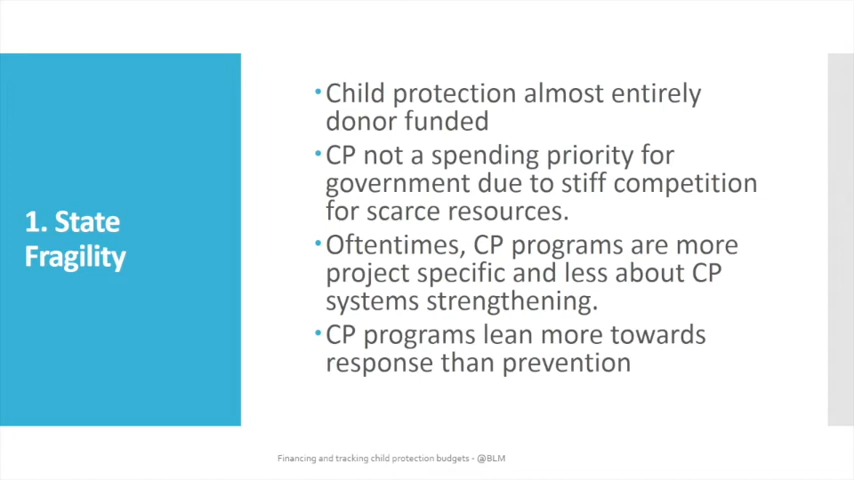 1. State
Fragility
•Child protection almost entirely
donor funded
•CP not a spending priority for
government due to stiff competition
for scarce resources.
•Oftentimes, CP programs are more
project specific and less about CP
systems strengthening.
•CP programs lean more towards
response than prevention
Financing and tracking child protection budgets - @BLM